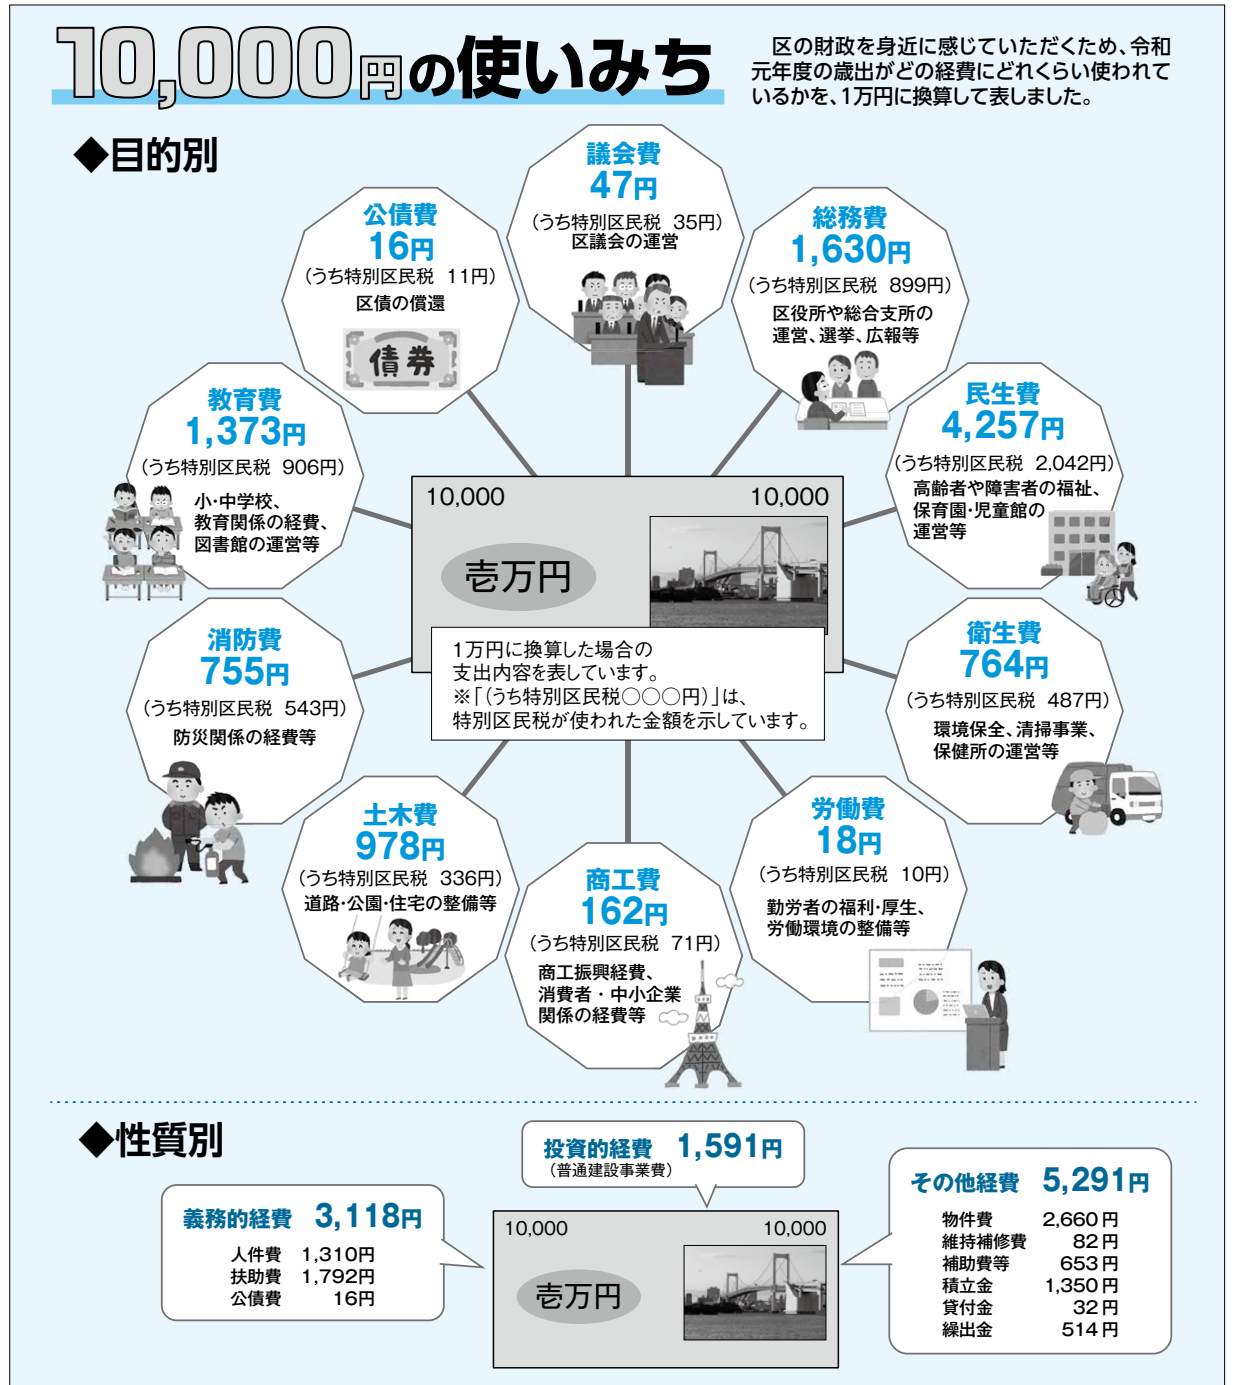 10,000円の使いみち
区の財政を身近に感じていただくため、令和
元年度の歳出がどの経費にどれくらい使われて
いるかを、1万円に換算して表しました。
◆目的別
議会費
47円
(うち特別区民税 35円)
区議会の運営
総務費
1,630円
(うち特別区民税 899円)
区役所や総合支所の
運営、選挙、広報等
民生費
4,257円
(うち特別区民税 2,042円)
高齢者や障害者の福祉、
保育園・児童館の
運営等
衛生費
764円
(うち特別区民税 487円)
環境保全、清掃事業、
保健所の運営等
労働費
18円
(うち特別区民税 10円)
勤労者の福利・厚生、
労働環境の整備等
商工費
162円
(うち特別区民税 71円)
商工振興経費、
消費者・中小企業
関係の経費等
土木費
978円
(うち特別区民税 336円)
道路・公園・住宅の整備等
消防費
755円
(うち特別区民税 543円)
防災関係の経費等
教育費
1,373円
(うち特別区民税 906円)
小・中学校、
教育関係の経費、
図書館の運営等
公債費
16円
(うち特別区民税 11円)
区債の償還
債券
10,000
10,000
壱万円
1万円に換算した場合の
支出内容を表しています。
※「(うち特別区民税○○○円)」は、
特別区民税が使われた金額を示しています。
◆性質別
投資的経費 1,591円
(普通建設事業費)
義務的経費 3,118円
人件費 1,310円
扶助費 1,792円
公債費 16円
10,000
10,000
壱万円
その他経費 5,291円
物件費 2,660円
維持補修費 82円
補助費等 653円
積立金 1,350円
貸付金 32円
繰出金 514円